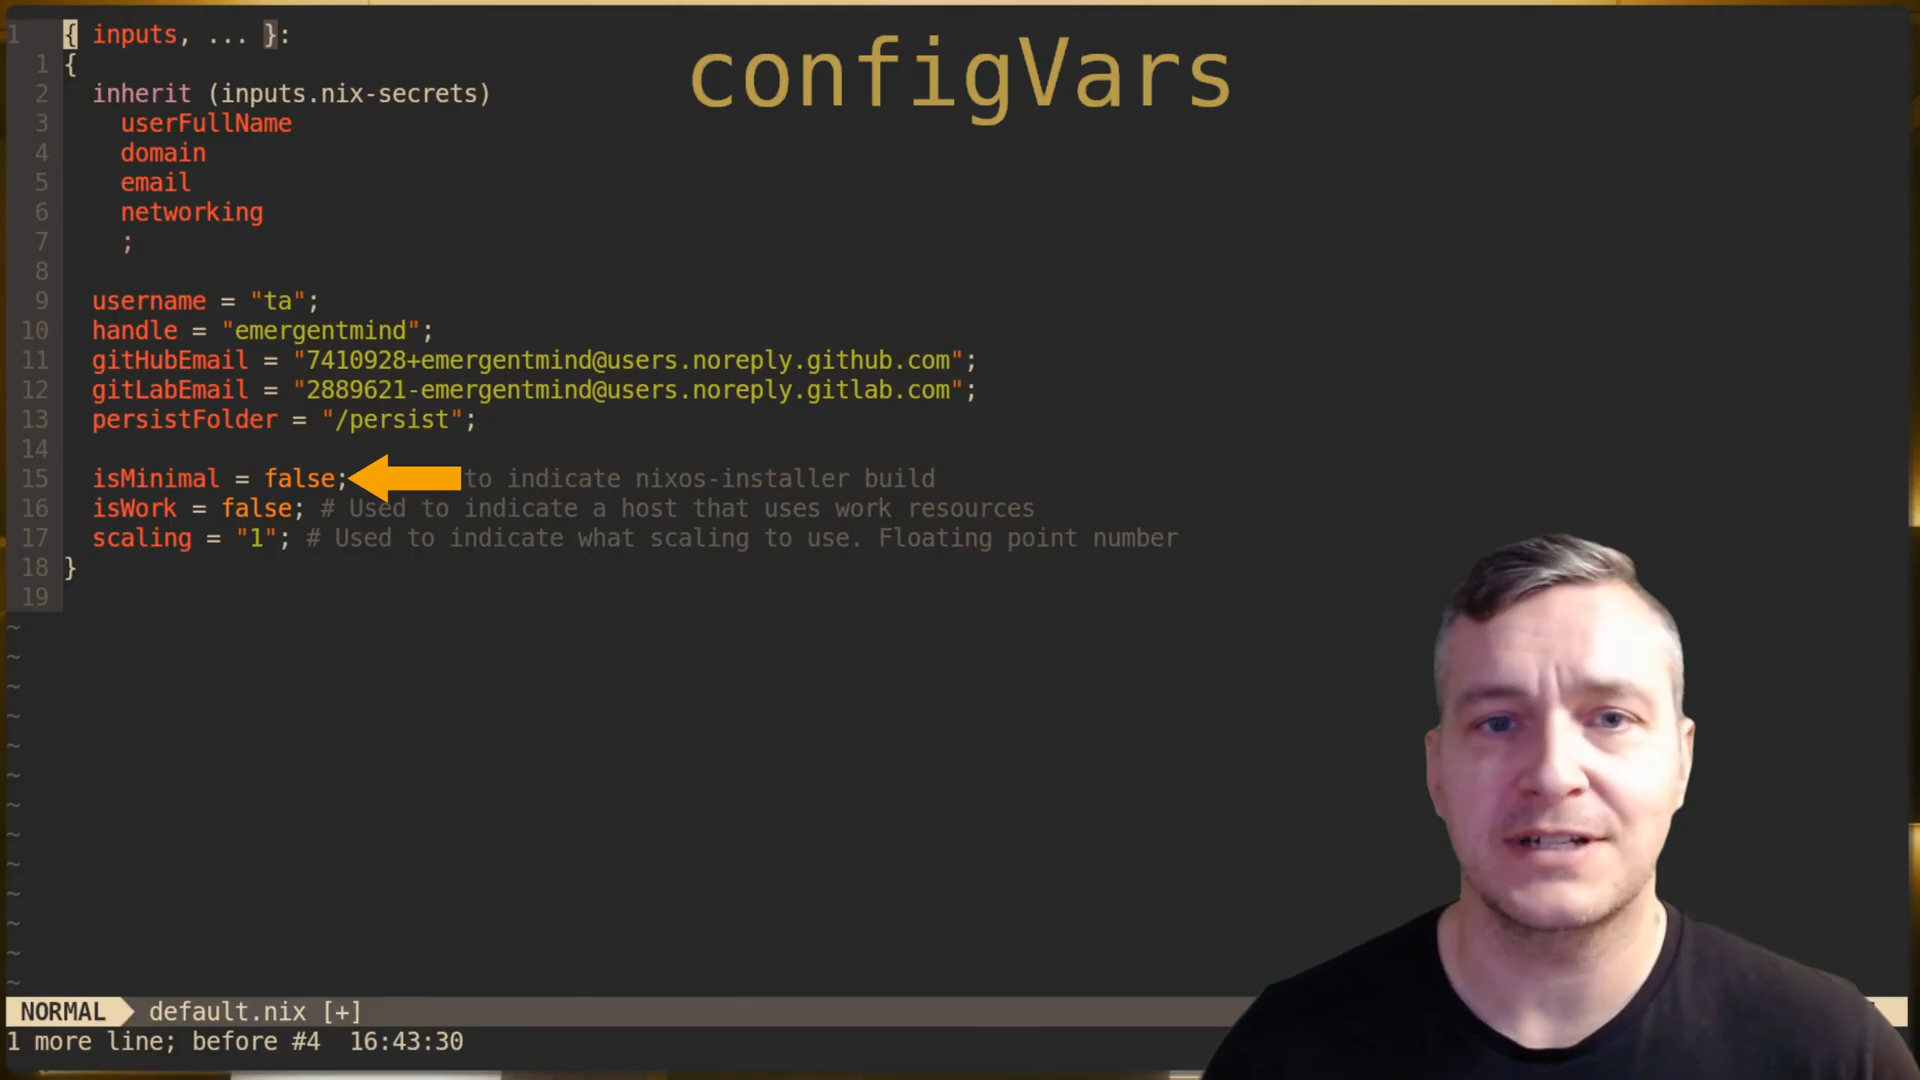 configVars
1 { inputs, ... }:
1 {
2 inherit (inputs.nix-secrets)
3 userFullName
4 domain
5 email
6 networking
7 ;
8
9 username = "ta";
10 handle = "emergentmind";
11 gitHubEmail = "7410928+emergentmind@users.noreply.github.com";
12 gitLabEmail = "2889621-emergentmind@users.noreply.gitlab.com";
13 persistFolder = "/persist";
14
15 isMinimal = false; to indicate nixos-installer build
16 isWork = false; # Used to indicate a host that uses work resources
17 scaling = "1"; # Used to indicate what scaling to use. Floating point number
18 }
19
~
~
~
~
~
~
~
~
~
~
~
~
~
NORMAL default.nix [+]
1 more line; before #4 16:43:30